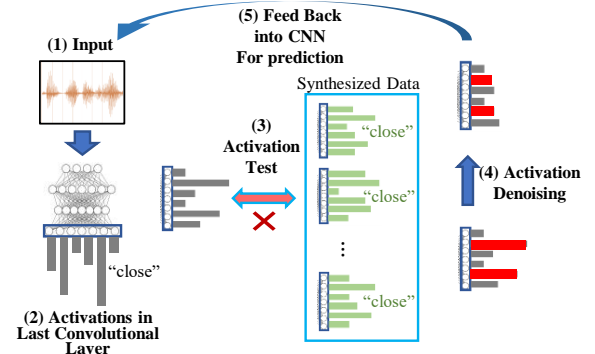 (5) Feed Back
into CNN
For prediction
(1) Input
Synthesized Data
(3)
Activation
Test
“close”
“close”
(4) Activation
Denoising
“close”
⋮
“close”
(2) Activations in
Last Convolutional
Layer